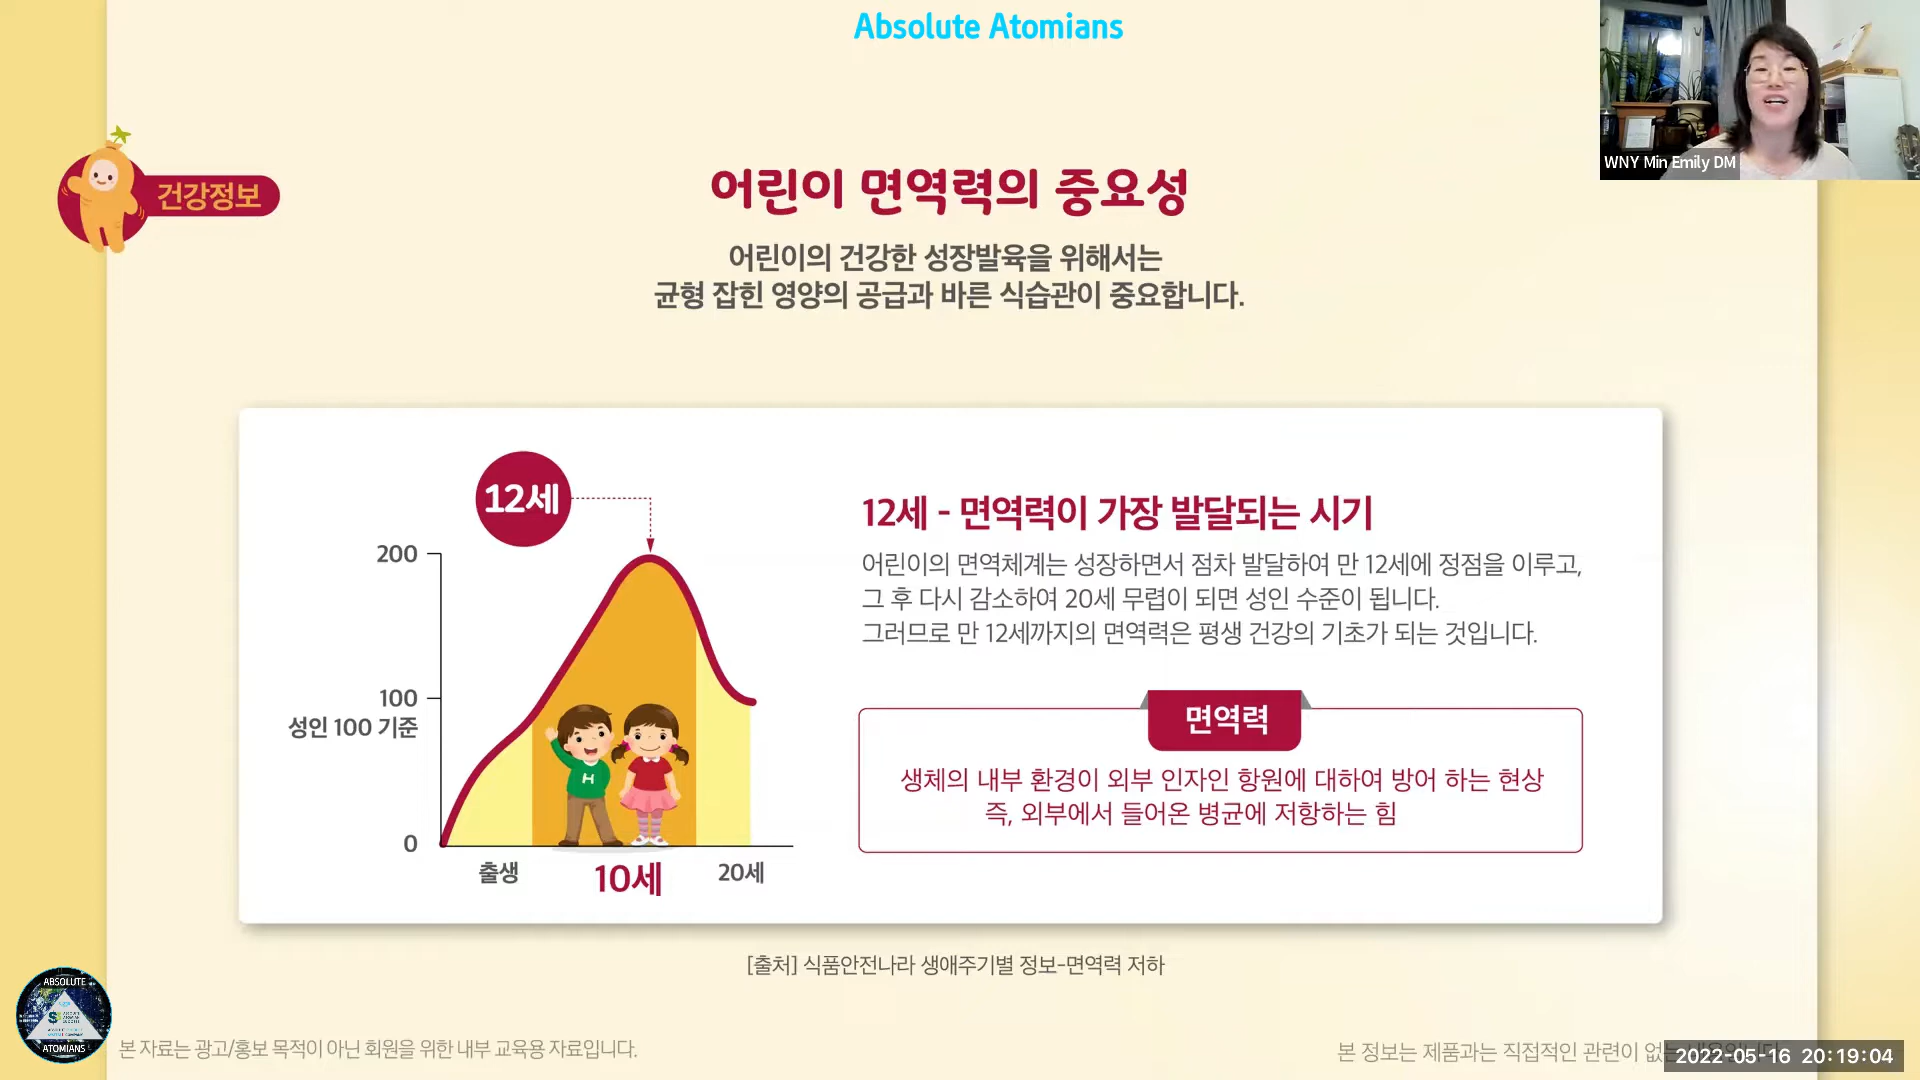 Absolute Atomians
WNY Min Emily DM
건강정보
어린이 면역력의 중요성
어린이의 건강한 성장발육을 위해서는
균형 잡힌 영양의 공급과 바른 식습관이 중요합니다.
12세
200
100
성인 100 기준
0
출생
10세
20세
H
12세 - 면역력이 가장 발달되는 시기
어린이의 면역체계는 성장하면서 점차 발달하여 만 12세에 정점을 이루고,
그 후 다시 감소하여 20세 무렵이 되면 성인 수준이 됩니다.
그러므로 만 12세까지의 면역력은 평생 건강의 기초가 되는 것입니다.
면역력
생체의 내부 환경이 외부 인자인 항원에 대하여 방어 하는 현상
즉, 외부에서 들어온 병균에 저항하는 힘
[출처] 식품안전나라 생애주기별 정보-면역력 저하
ABSOLUTE
ATOMIANS
본 자료는 광고/홍보 목적이 아닌 회원을 위한 내부 교육용 자료입니다.
본 정보는 제품과는 직접적인 관련이
2022-05-16 20:19:04